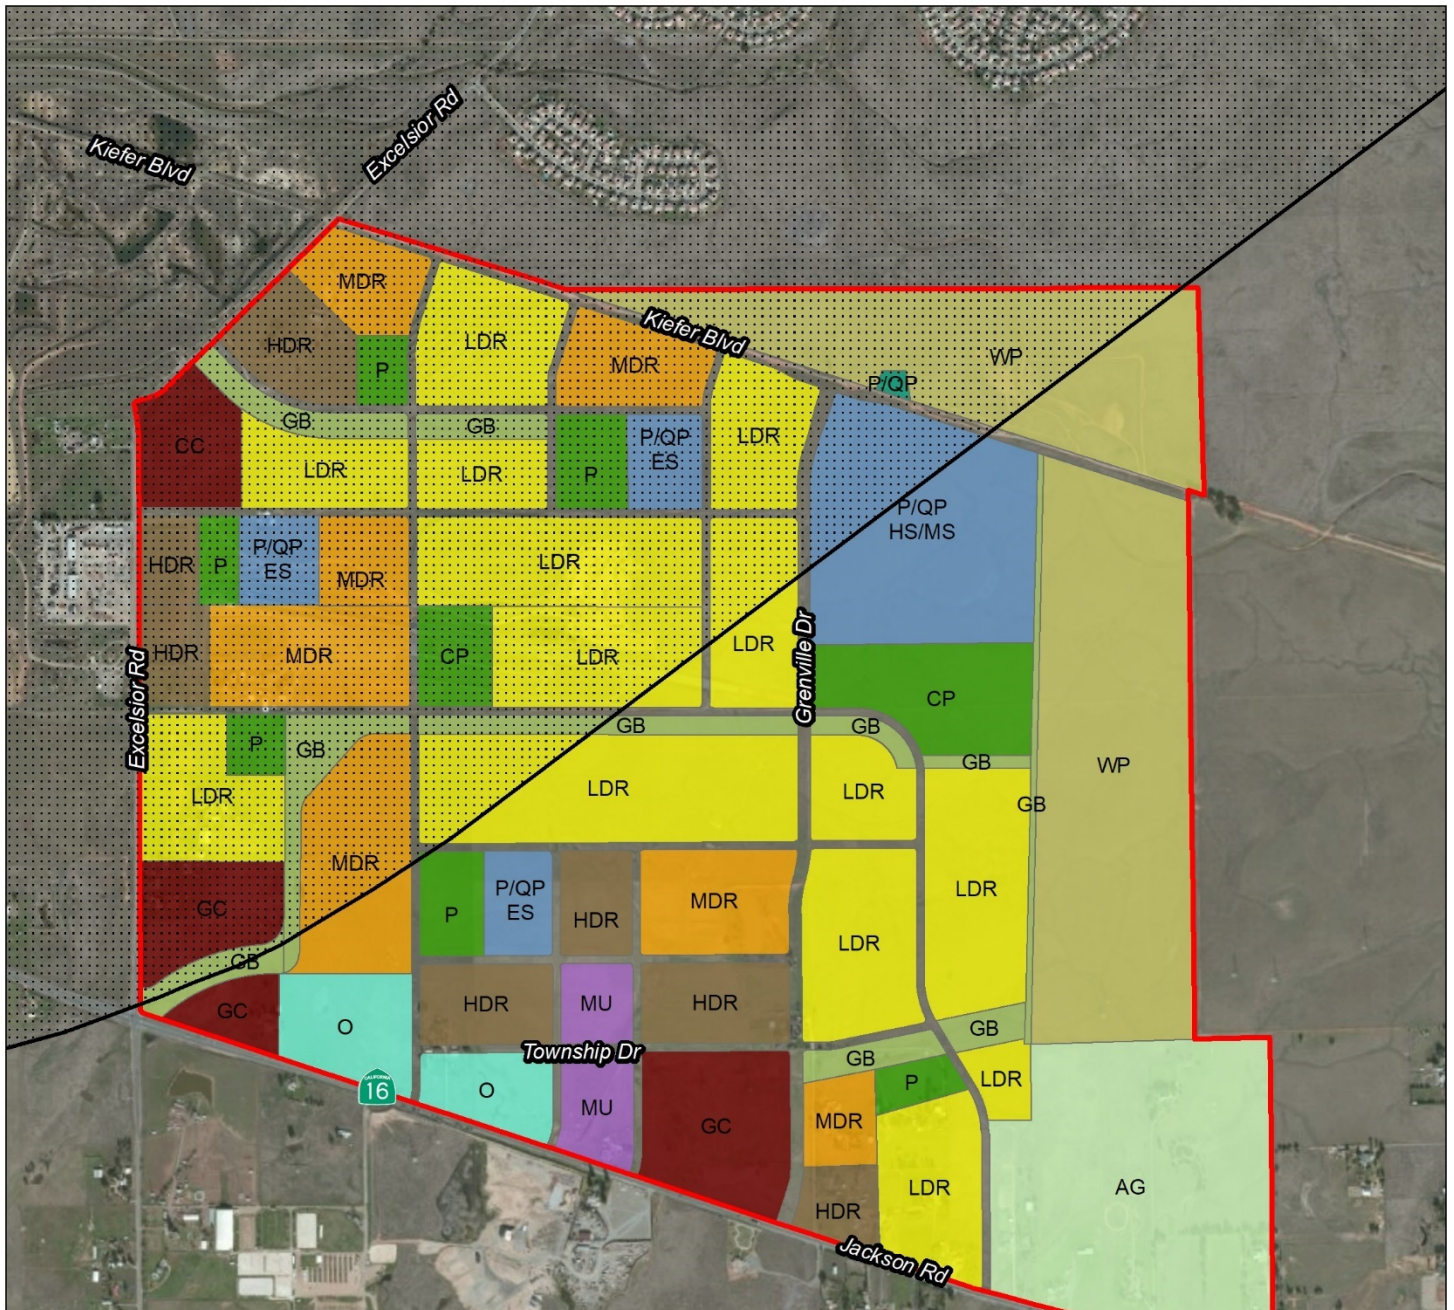 Excelsior Rd
Kiefer Blvd
MDR
HDR
LDR
P
Kiefer Blvd
MDR
WP
P/QP
CC
GB
GB
LDR
LDR
P
P/QP
ES
LDR
P/QP
HS/MS
HDR
P
P/QP
ES
MDR
LDR
HDR
MDR
CP
LDR
LDR
Grenville Dr
CP
Excelsior Rd
LDR
P
GB
GB
GB
GB
WP
LDR
LDR
GB
MDR
GC
P
P/QP
ES
HDR
MDR
LDR
LDR
GB
GC
O
HDR
MU
HDR
GB
Township Dr
CALIFORNIA
16
O
MU
GC
GB
P
LDR
MDR
HDR
LDR
AG
Jackson Rd